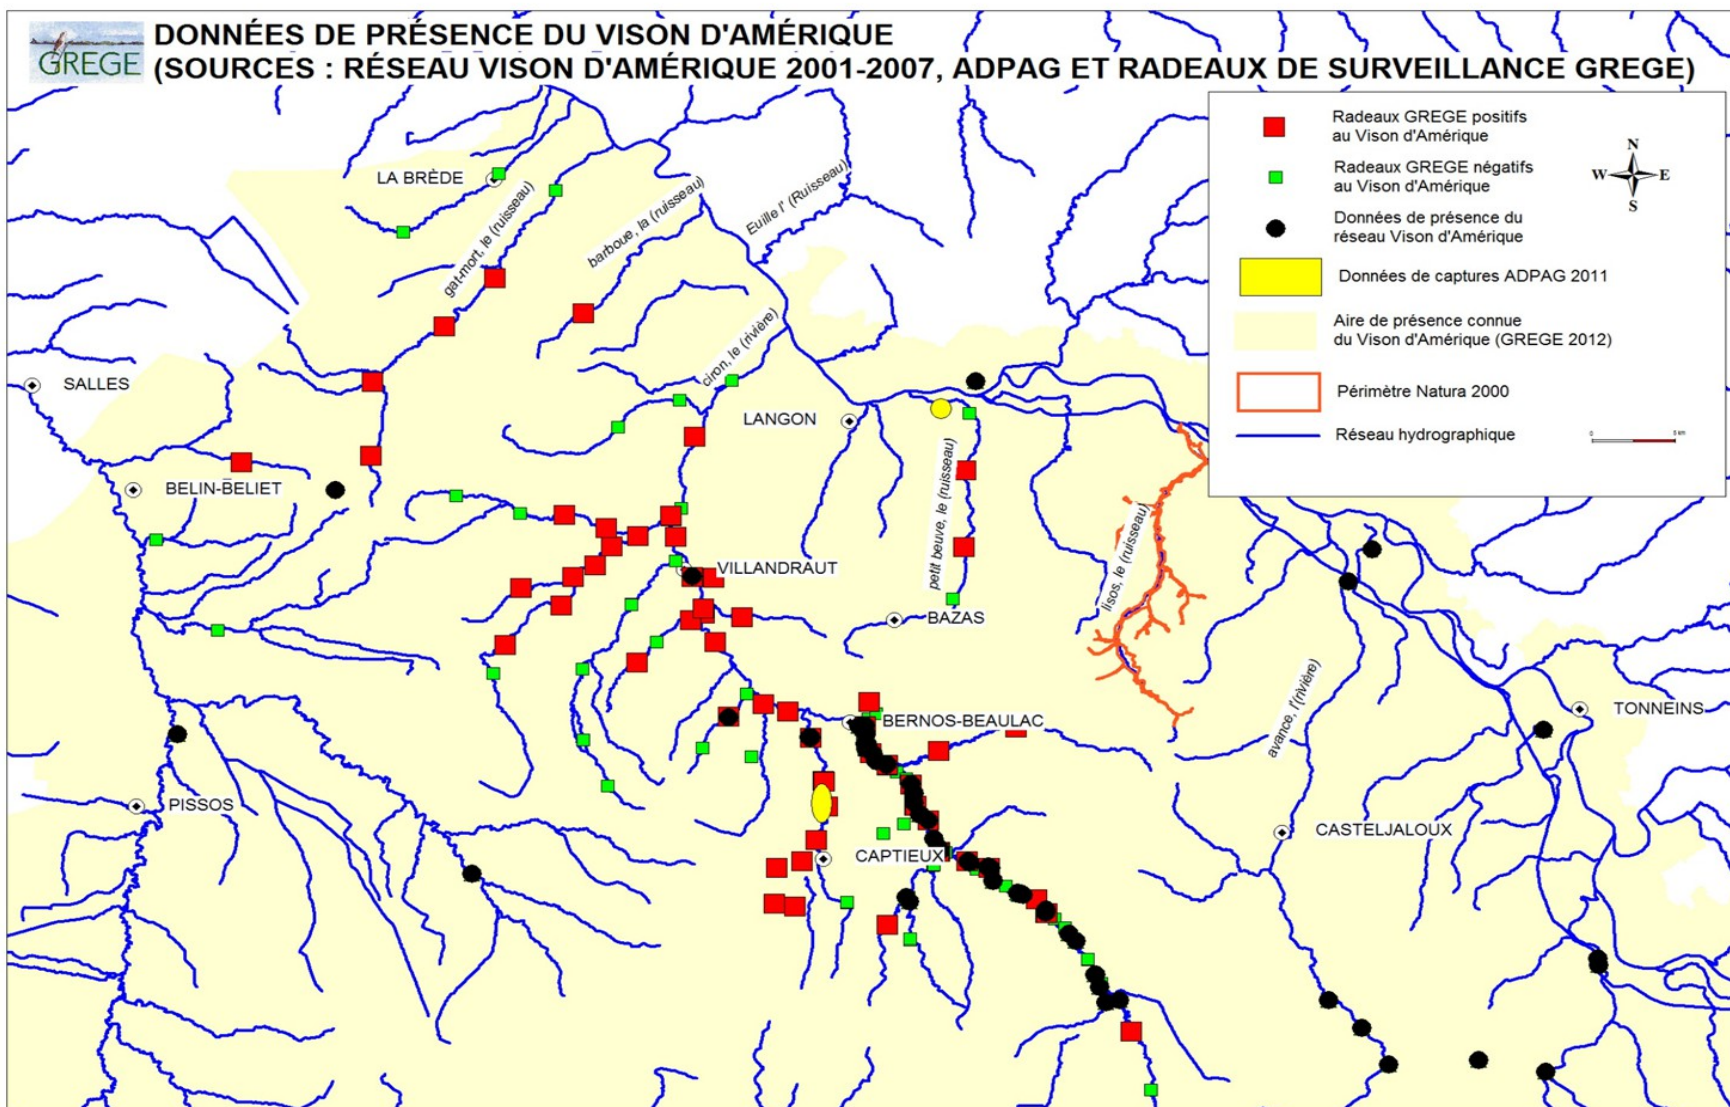 GREGE
DONNÉES DE PRÉSENCE DU VISON D'AMÉRIQUE
(SOURCES : RÉSEAU VISON D'AMÉRIQUE 2001-2007, ADPAG ET RADEAUX DE SURVEILLANCE GREGE)
Radeaux GREGE positifs
au Vison d'Amérique
Radeaux GREGE négatifs
au Vison d'Amérique
Données de présence du
réseau Vison d'Amérique
Données de captures ADPAG 2011
Aire de présence connue
du Vison d'Amérique (GREGE 2012)
Périmètre Natura 2000
Réseau hydrographique
N
W
E
S
0
5 km
LA BRÈDE
gat-mort, le (ruisseau)
barboue, la (ruisseau)
Euille l' (Ruisseau)
ciron, le (rivière)
SALLES
LANGON
BELIN-BELIET
petit beuve, le (ruisseau)
lisos, le (ruisseau)
VILLANDRAUT
BAZAS
avance, l'(rivière)
TONNEINS
BERNOS-BEAULAC
PISSOS
CASTELJALOUX
CAPTIEUX